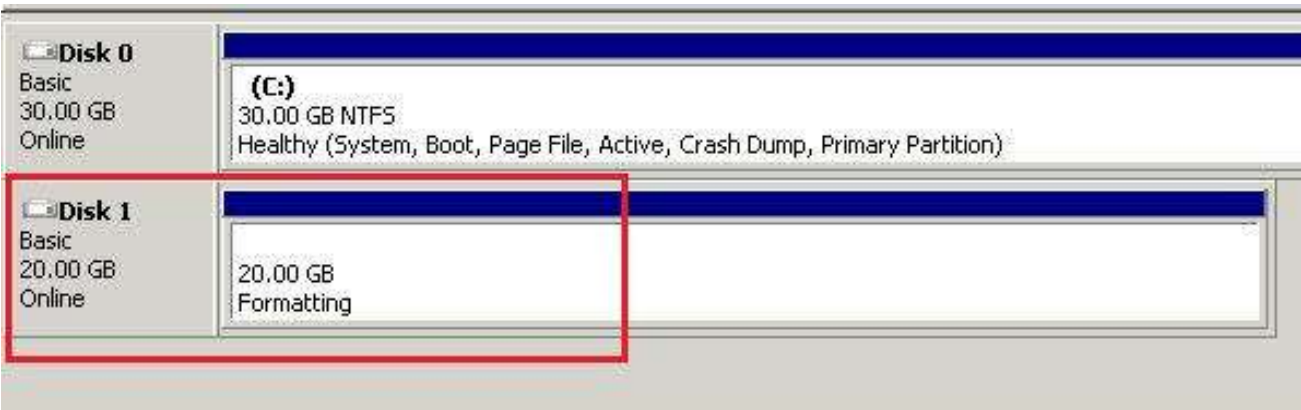 Disk 0
Basic
30.00 GB
Online
(C:)
30.00 GB NTFS
Healthy (System, Boot, Page File, Active, Crash Dump, Primary Partition)
Disk 1
Basic
20.00 GB
Online
20.00 GB
Formatting